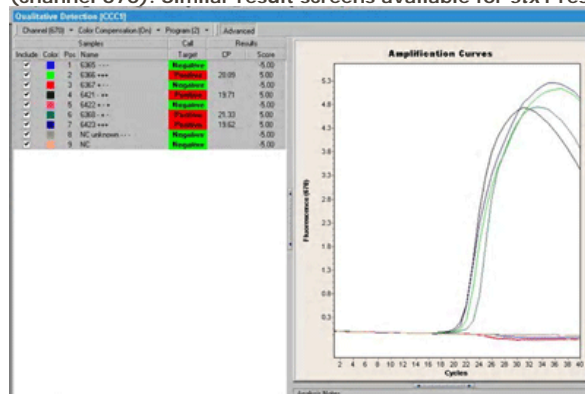 (channel 670). Similar result screens available for stx1 res
Qualitative Detection [CCC1]
Channel (670) Color Compensation (On) Program (2) Advanced
Samples Call Results
Include Color Pos Name Target CP Score
1 6365 - - - Negative -5.00
2 6366 +++ Positive 20.09 5.00
3 6367 + - - Negative -5.00
4 6421 - ++ Positive 19.71 5.00
5 6422 + - + Negative -5.00
6 6368 - + - Positive 21.33 5.00
7 6423 +++ Positive 19.62 5.00
8 NC unknown - - - Negative -5.00
9 NC Negative -5.00
Amplification Curves
Fluorescence (670)
5.3
4.8
4.3
3.8
3.3
2.8
2.3
1.8
1.3
0.8
0.3
2 4 6 8 10 12 14 16 18 20 22 24 26 28 30 32 34 36 38 40
Cycles